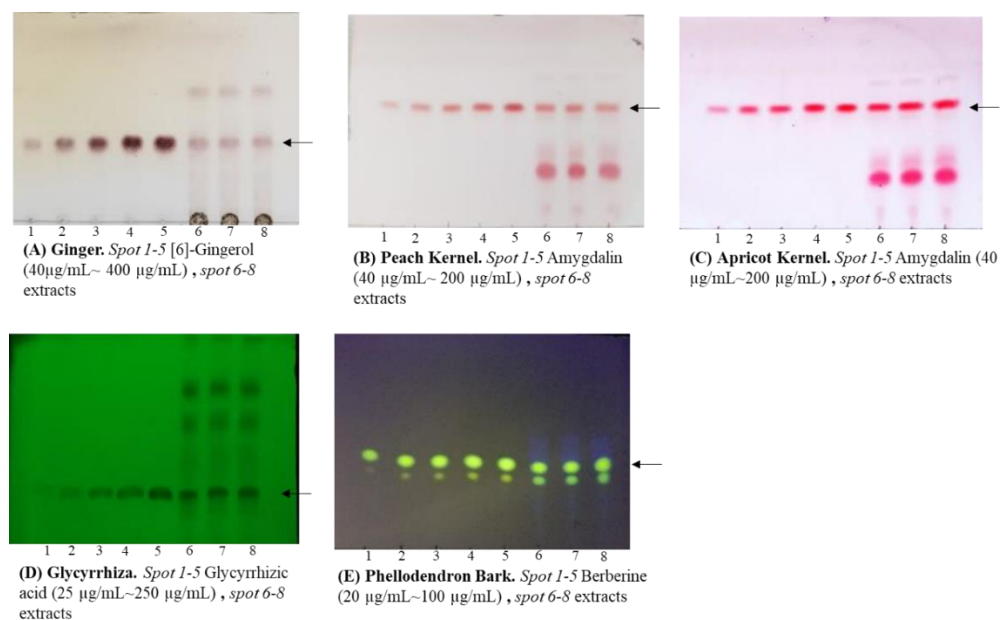 1 2 3 4 5 6 7 8
(A) Ginger. Spot 1-5 [6]-Gingerol
(40µg/mL~ 400 µg/mL) , spot 6-8
extracts
1 2 3 4 5 6 7 8
(B) Peach Kernel. Spot 1-5 Amygdalin
(40 µg/mL~ 200 µg/mL) , spot 6-8
extracts
1 2 3 4 5 6 7 8
(C) Apricot Kernel. Spot 1-5 Amygdalin (40
µg/mL~200 µg/mL) , spot 6-8 extracts
1 2 3 4 5 6 7 8
(D) Glycyrrhiza. Spot 1-5 Glycyrrhizic
acid (25 µg/mL~250 µg/mL) , spot 6-8
extracts
1 2 3 4 5 6 7 8
(E) Phellodendron Bark. Spot 1-5 Berberine
(20 µg/mL~100 µg/mL) , spot 6-8 extracts